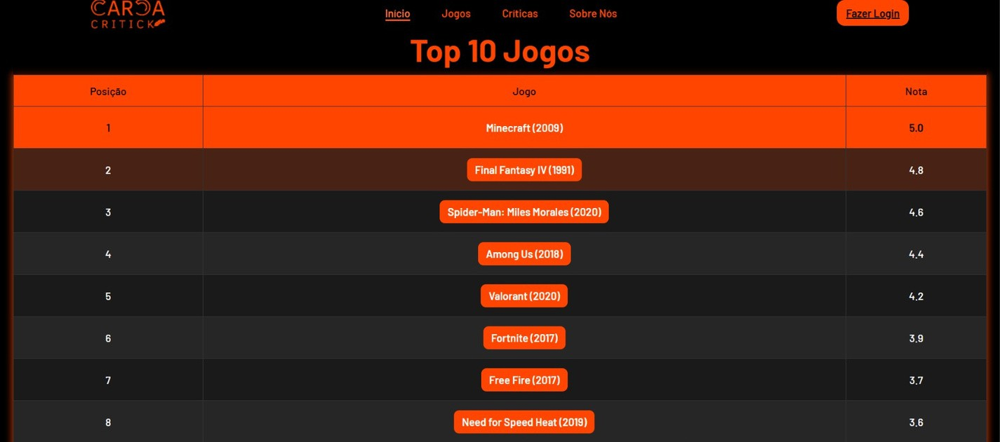 CARCA
CRITICK
Início Jogos Críticas Sobre Nós Fazer Login
Top 10 Jogos
Posição Jogo Nota
1 Minecraft (2009) 5.0
2 Final Fantasy IV (1991) 4.8
3 Spider-Man: Miles Morales (2020) 4.6
4 Among Us (2018) 4.4
5 Valorant (2020) 4.2
6 Fortnite (2017) 3.9
7 Free Fire (2017) 3.7
8 Need for Speed Heat (2019) 3.6